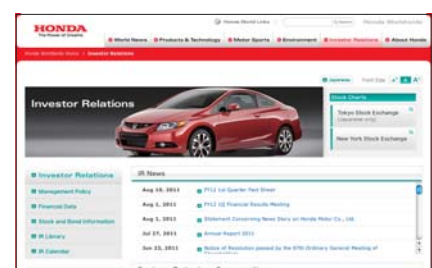 HONDA
The Power of Dreams
Honda World Links
Search
Honda Worldwide
World News
Products & Technology
Motor Sports
Environment
Investor Relations
About Honda
Honda Worldwide Home > Investor Relations
Japanese
Font Size
Investor Relations
Stock Charts
Tokyo Stock Exchange
(Japanese only)
New York Stock Exchange
Investor Relations
Management Policy
Financial Data
Stock and Bond Information
IR Library
IR Calendar
IR News
Aug 10, 2011 FY12 1st Quarter Fact Sheet
Aug 1, 2011 FY12 1Q Financial Results Meeting
Aug 1, 2011 Statement Concerning News Story on Honda Motor Co., Ltd.
Jul 27, 2011 Annual Report 2011
Jun 23, 2011 Notice of Resolution passed by the 87th Ordinary General Meeting of